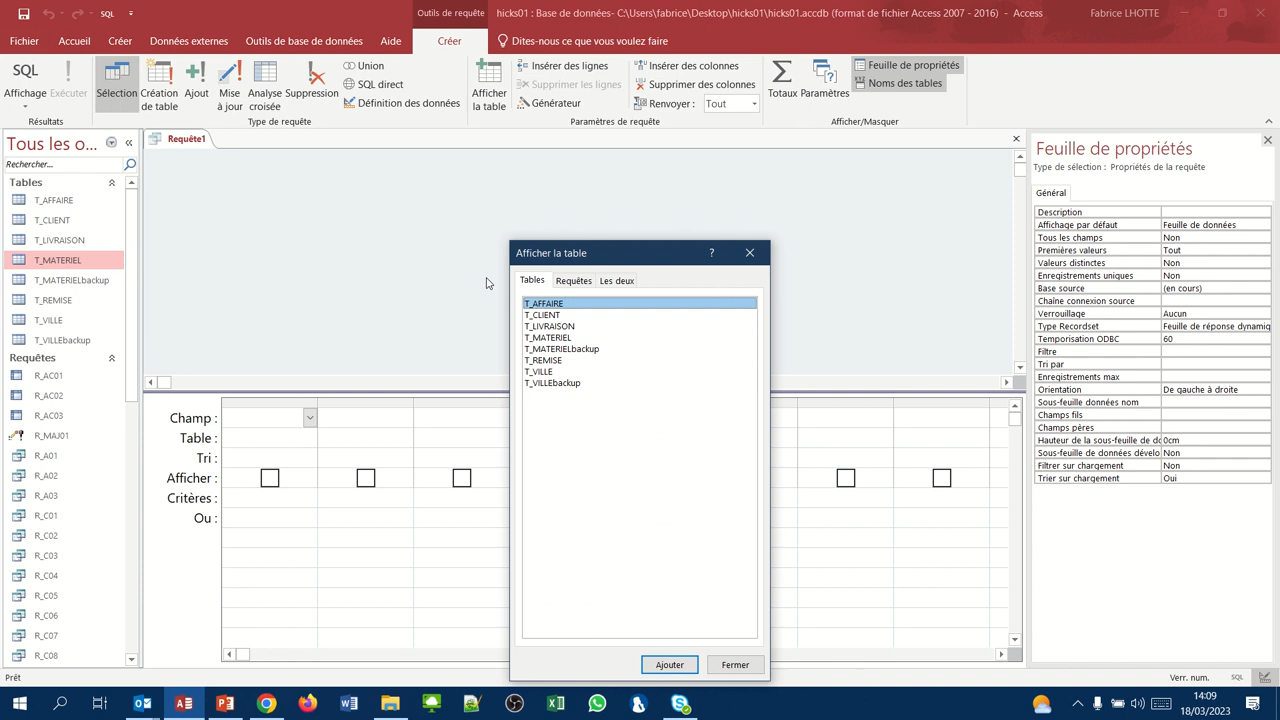 SQL
Outils de requête
hicks01 : Base de données- C:\Users\fabrice\Desktop\hicks01\hicks01.accdb (format de fichier Access 2007 - 2016) — Access
Fabrice LHOTTE
Fichier
Accueil
Créer
Données externes
Outils de base de données
Aide
Créer
Dites-nous ce que vous voulez faire
SQL
Affichage
Exécuter
Résultats
Sélection
Création de table
Ajout
Mise à jour
Analyse croisée
Suppression
Union
SQL direct
Définition des données
Type de requête
Afficher la table
Insérer des lignes
Supprimer les lignes
Générateur
Insérer des colonnes
Supprimer des colonnes
Renvoyer : Tout
Paramètres de requête
Totaux
Paramètres
Feuille de propriétés
Noms des tables
Afficher/Masquer
Tous les o...
Rechercher...
Tables
T_AFFAIRE
T_CLIENT
T_LIVRAISON
T_MATERIEL
T_MATERIELbackup
T_REMISE
T_VILLE
T_VILLEbackup
Requêtes
R_AC01
R_AC02
R_AC03
R_MAJ01
R_A01
R_A02
R_A03
R_C01
R_C02
R_C03
R_C04
R_C05
R_C06
R_C07
R_C08
Requête1
Champ :
Table :
Tri :
Afficher :
Critères :
Ou :
Afficher la table
?
Tables
Requêtes
Les deux
T_AFFAIRE
T_CLIENT
T_LIVRAISON
T_MATERIEL
T_MATERIELbackup
T_REMISE
T_VILLE
T_VILLEbackup
Ajouter
Fermer
Feuille de propriétés
Type de sélection : Propriétés de la requête
Général
Description
Affichage par défaut Feuille de données
Tous les champs Non
Premières valeurs Tout
Valeurs distinctes Non
Enregistrements uniques Non
Base source (en cours)
Chaîne connexion source
Verrouillage Aucun
Type Recordset Feuille de réponse dynamiq
Temporisation ODBC 60
Filtre
Tri par
Enregistrements max
Orientation De gauche à droite
Sous-feuille données nom
Champs fils
Champs pères
Hauteur de la sous-feuille de do 0cm
Sous-feuille de données dévelo Non
Filtrer sur chargement Non
Trier sur chargement Oui
Prêt
Verr. num.
SQL
14:09
18/03/2023